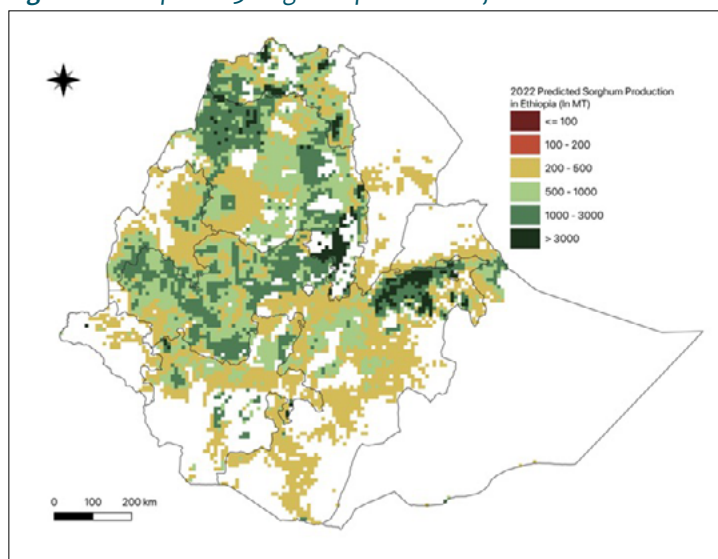 2022 Predicted Sorghum Production
in Ethiopia (In MT)
<= 100
100 - 200
200 - 500
500 - 1000
1000 - 3000
> 3000
0 100 200 km